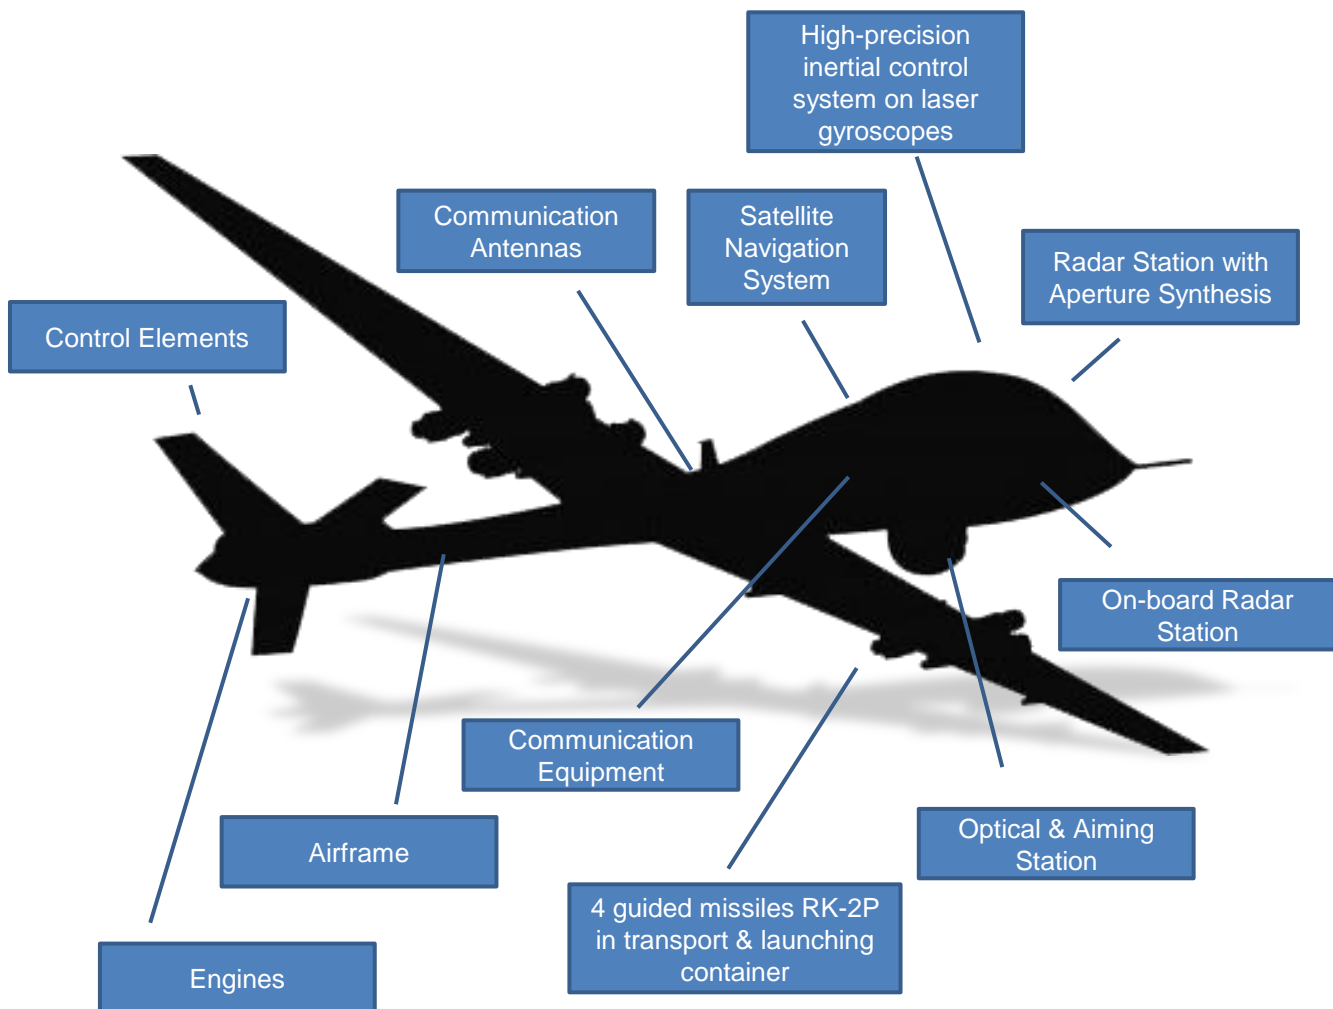 High-precision
inertial control
system on laser
gyroscopes
Communication
Antennas
Satellite
Navigation
System
Radar Station with
Aperture Synthesis
Control Elements
On-board Radar
Station
Communication
Equipment
Airframe
Optical & Aiming
Station
4 guided missiles RK-2P
in transport & launching
container
Engines